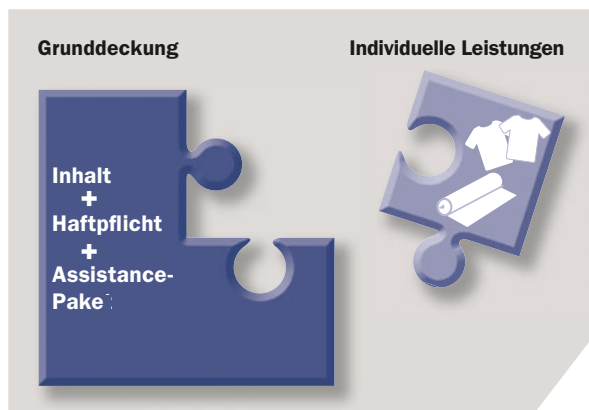 Grunddeckung
Individuelle Leistungen
Inhalt
+
Haftpflicht
+
Assistance-
Pake